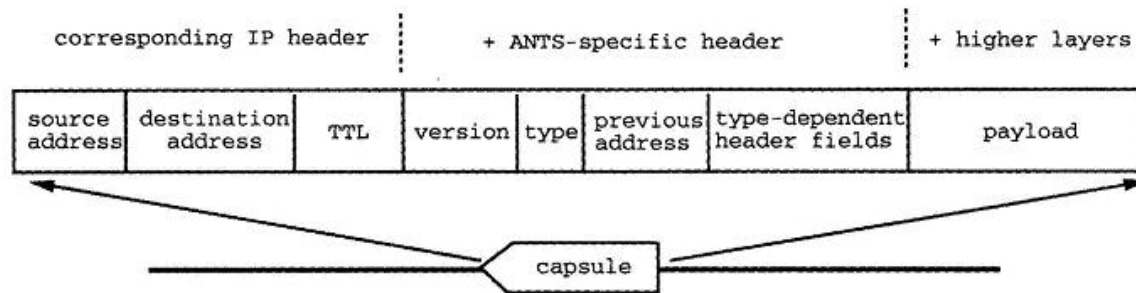 corresponding IP header + ANTS-specific header + higher layers
source address
destination address
TTL
version
type
previous address
type-dependent header fields
payload
capsule